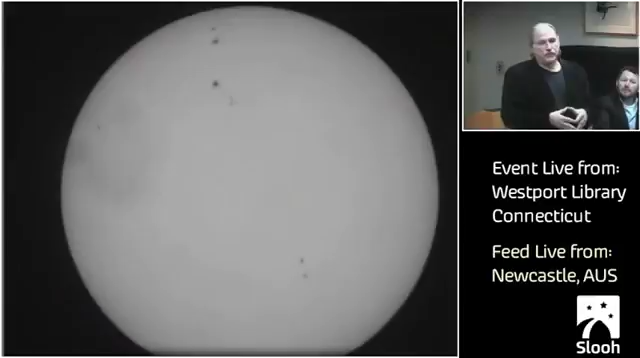 Event Live from:
Westport Library
Connecticut
Feed Live from:
Newcastle, AUS
Slooh